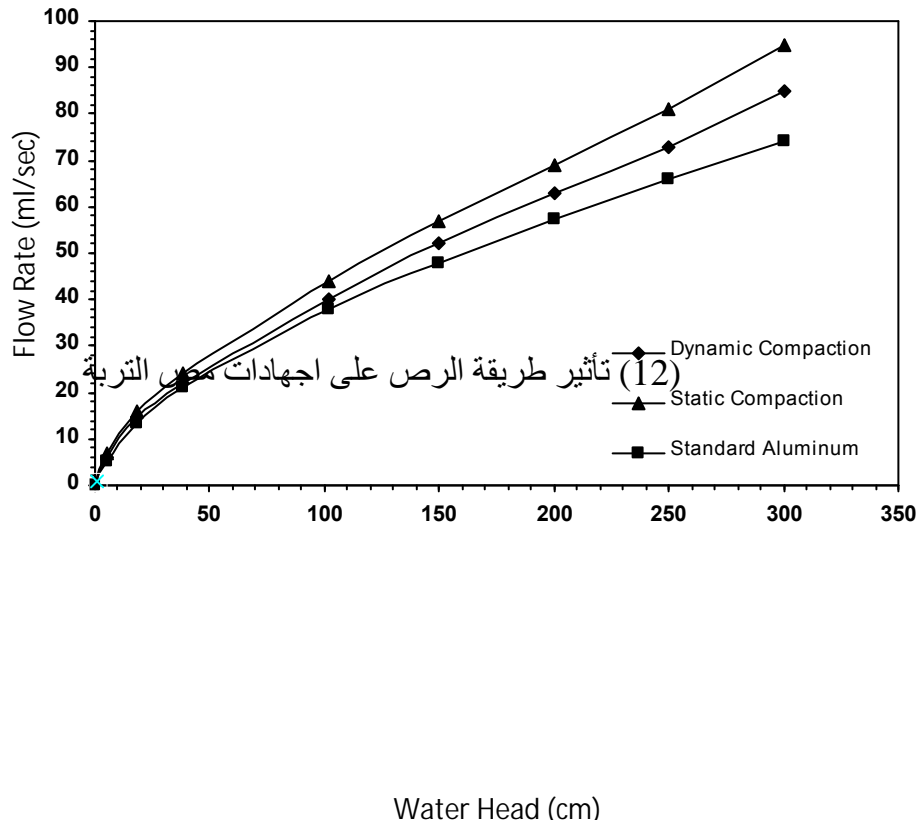 100
90
80
70
60
50
40
30
20
10
0
Flow Rate (ml/sec)
Dynamic Compaction
(12) تأثير طريقة الرص على اجهادات مص التربة
Static Compaction
Standard Aluminum
0 50 100 150 200 250 300 350
Water Head (cm)